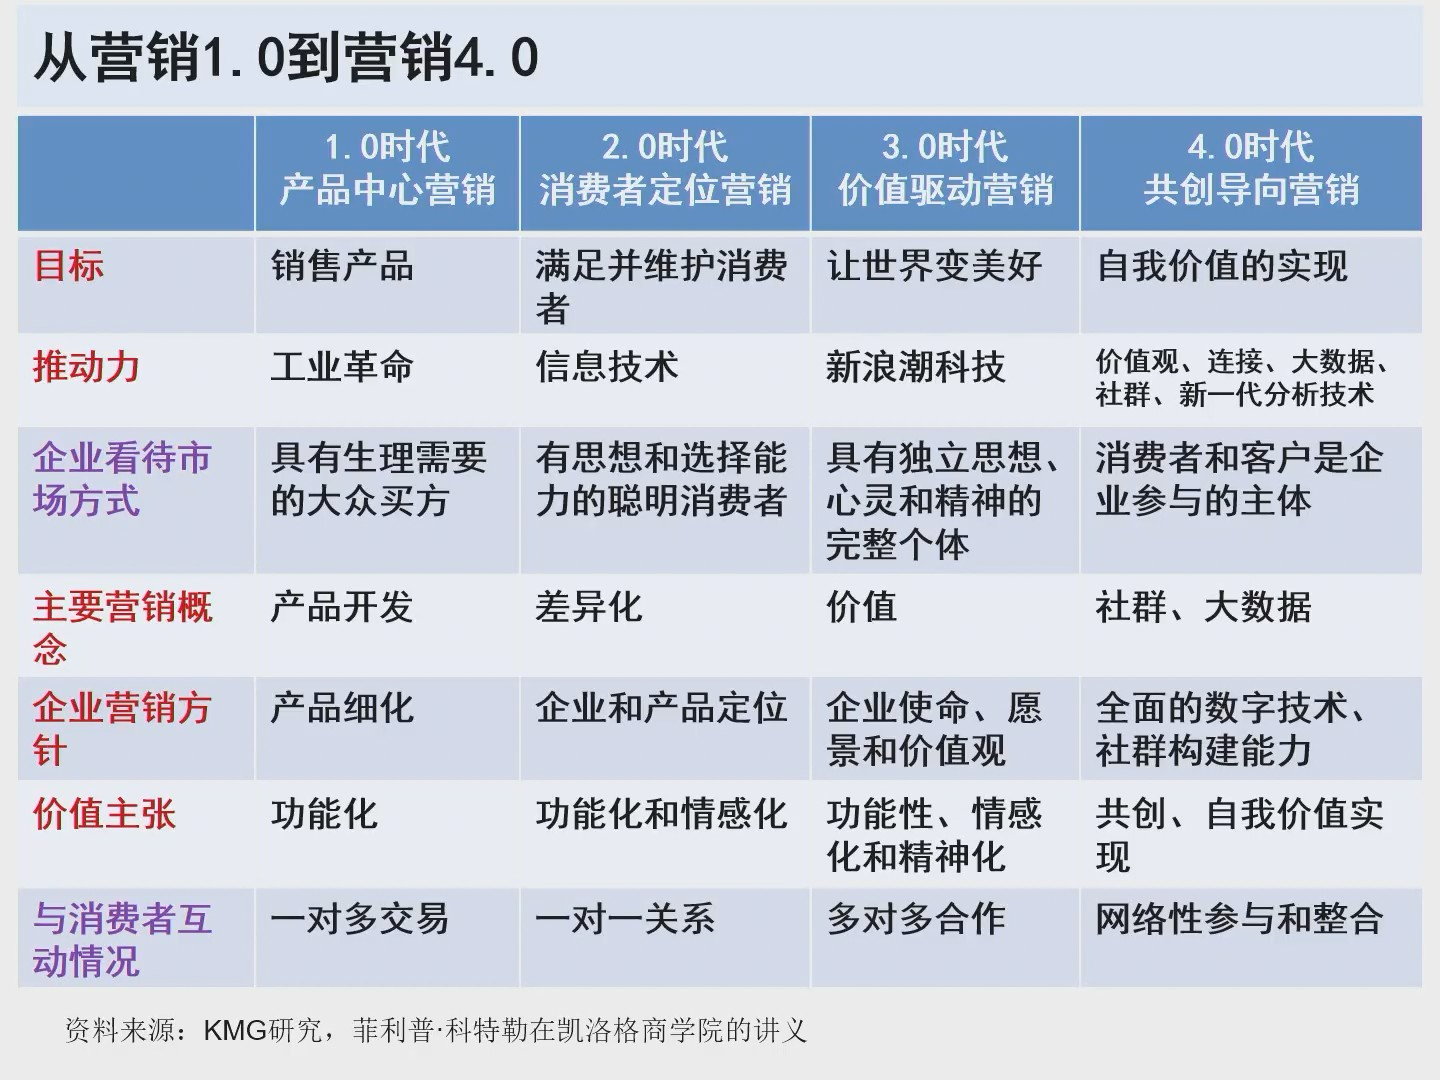 从营销1.0到营销4.0
1.0时代
产品中心营销
2.0时代
消费者定位营销
3.0时代
价值驱动营销
4.0时代
共创导向营销
目标
销售产品
满足并维护消费
者
让世界变美好
自我价值的实现
推动力
工业革命
信息技术
新浪潮科技
价值观、连接、大数据、
社群、新一代分析技术
企业看待市
场方式
具有生理需要
的大众买方
有思想和选择能
力的聪明消费者
具有独立思想、
心灵和精神的
完整个体
消费者和客户是企
业参与的主体
主要营销概
念
产品开发
差异化
价值
社群、大数据
企业营销方
针
产品细化
企业和产品定位
企业使命、愿
景和价值观
全面的数字技术、
社群构建能力
价值主张
功能化
功能化和情感化
功能性、情感
化和精神化
共创、自我价值实
现
与消费者互
动情况
一对多交易
一对一关系
多对多合作
网络性参与和整合
资料来源：KMG研究，菲利普·科特勒在凯洛格商学院的讲义